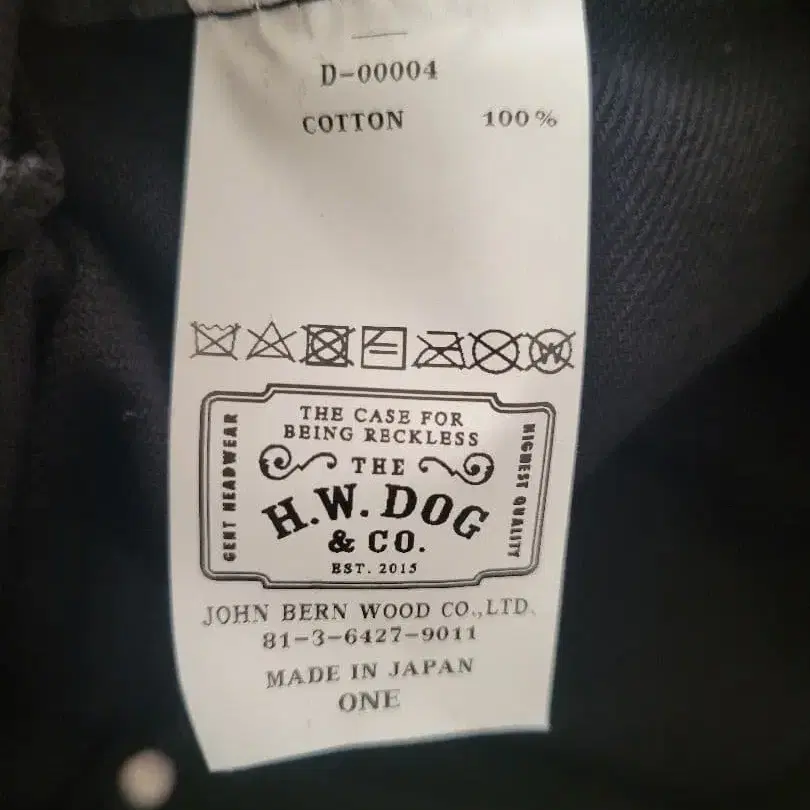 D-00004
COTTON 100%
THE CASE FOR
BEING RECKLESS
GENT HEADWEAR
THE
HIGHEST QUALITY
H.W. DOG
& CO.
EST. 2015
JOHN BERN WOOD CO.,LTD.
81-3-6427-9011
MADE IN JAPAN
ONE